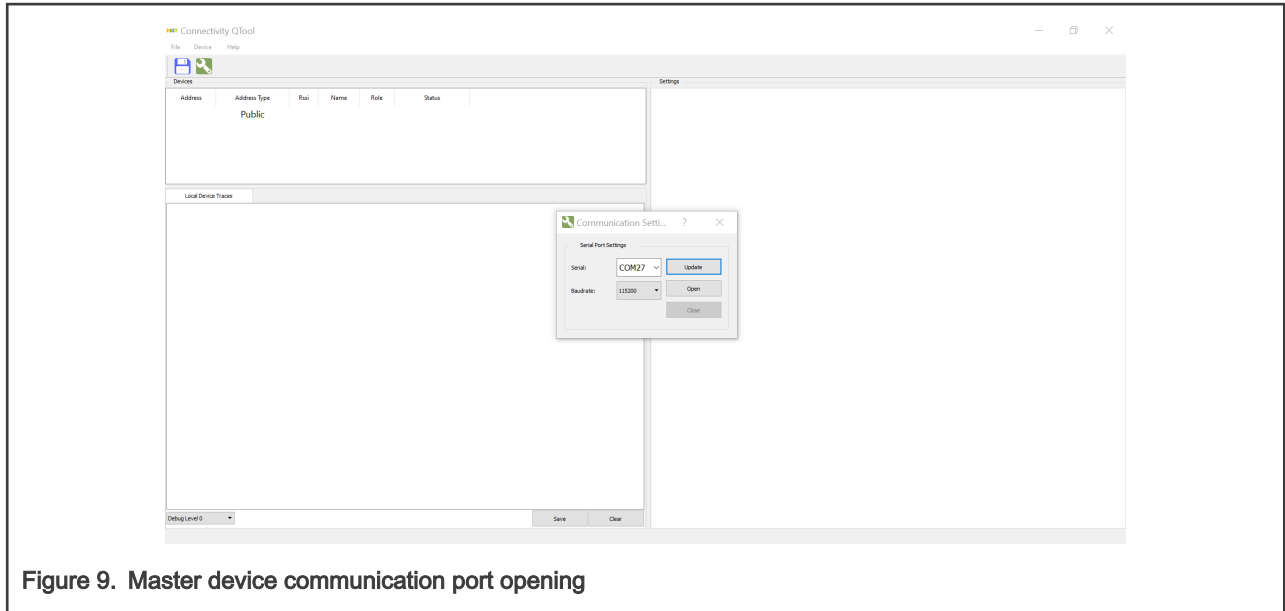 NXP Connectivity QTool
File Device Help
Devices
Settings
Address Address Type Rssi Name Role Status
Public
Local Device Traces
Communication Setti... ?
Serial Port Settings
Serial: COM27 Update
Baudrate: 115200 Open
Close
Debug Level 0 Save Clear
Figure 9. Master device communication port opening